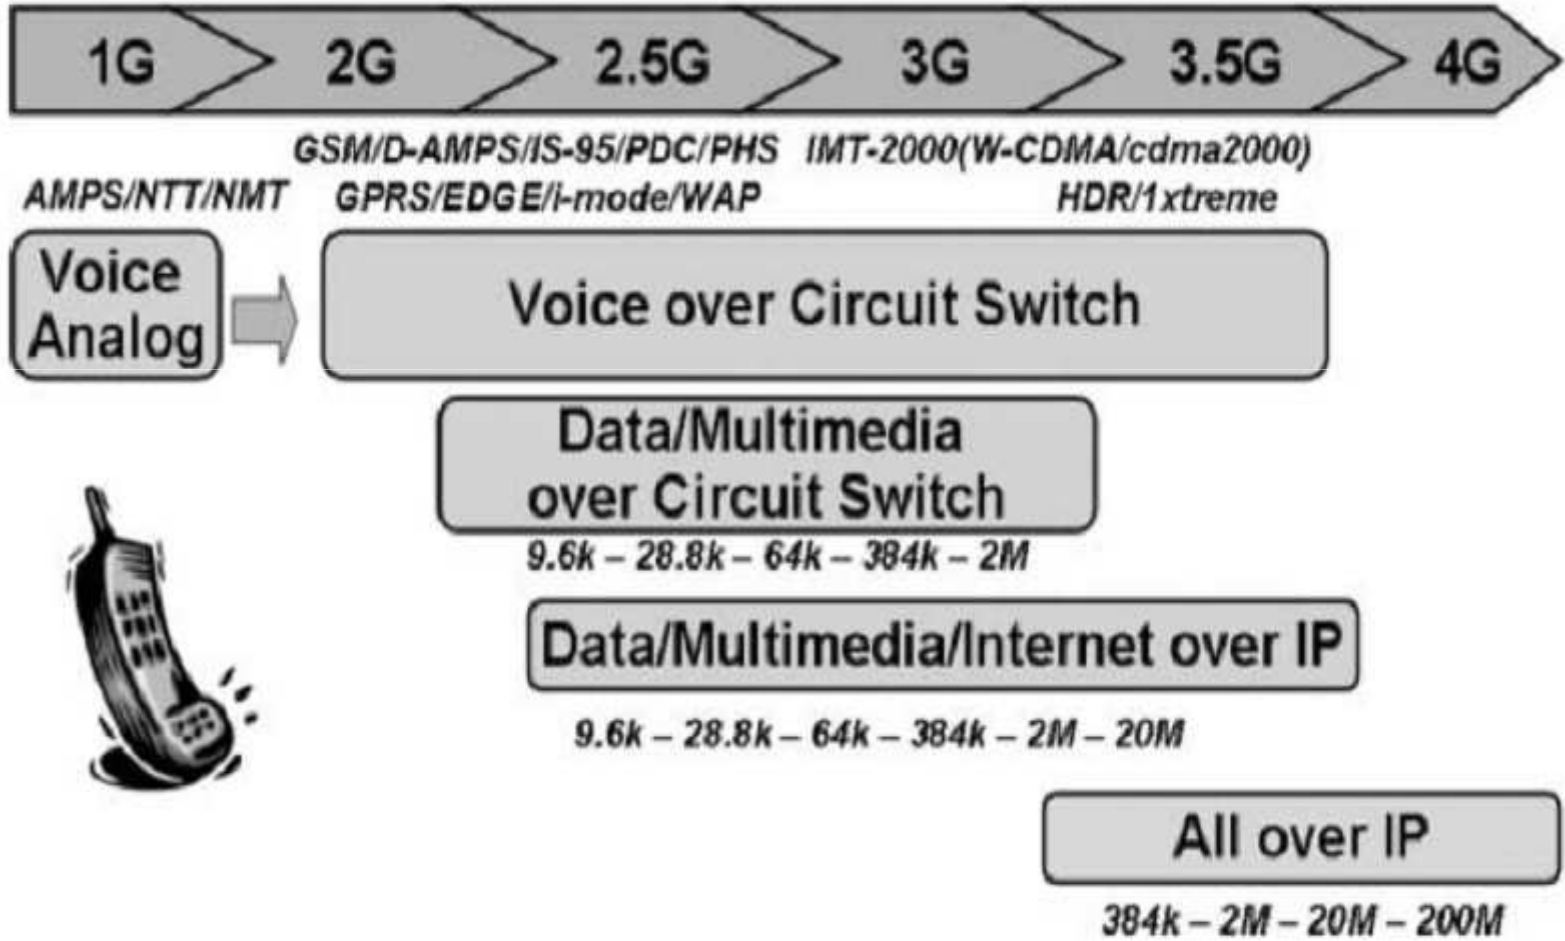 1G 2G 2.5G 3G 3.5G 4G
GSM/D-AMPS/IS-95/PDC/PHS IMT-2000(W-CDMA/cdma2000)
AMPS/NTT/NMT GPRS/EDGE/i-mode/WAP HDR/1xtreme
Voice
Analog
Voice over Circuit Switch
Data/Multimedia
over Circuit Switch
9.6k – 28.8k – 64k – 384k – 2M
Data/Multimedia/Internet over IP
9.6k – 28.8k – 64k – 384k – 2M – 20M
All over IP
384k – 2M – 20M – 200M